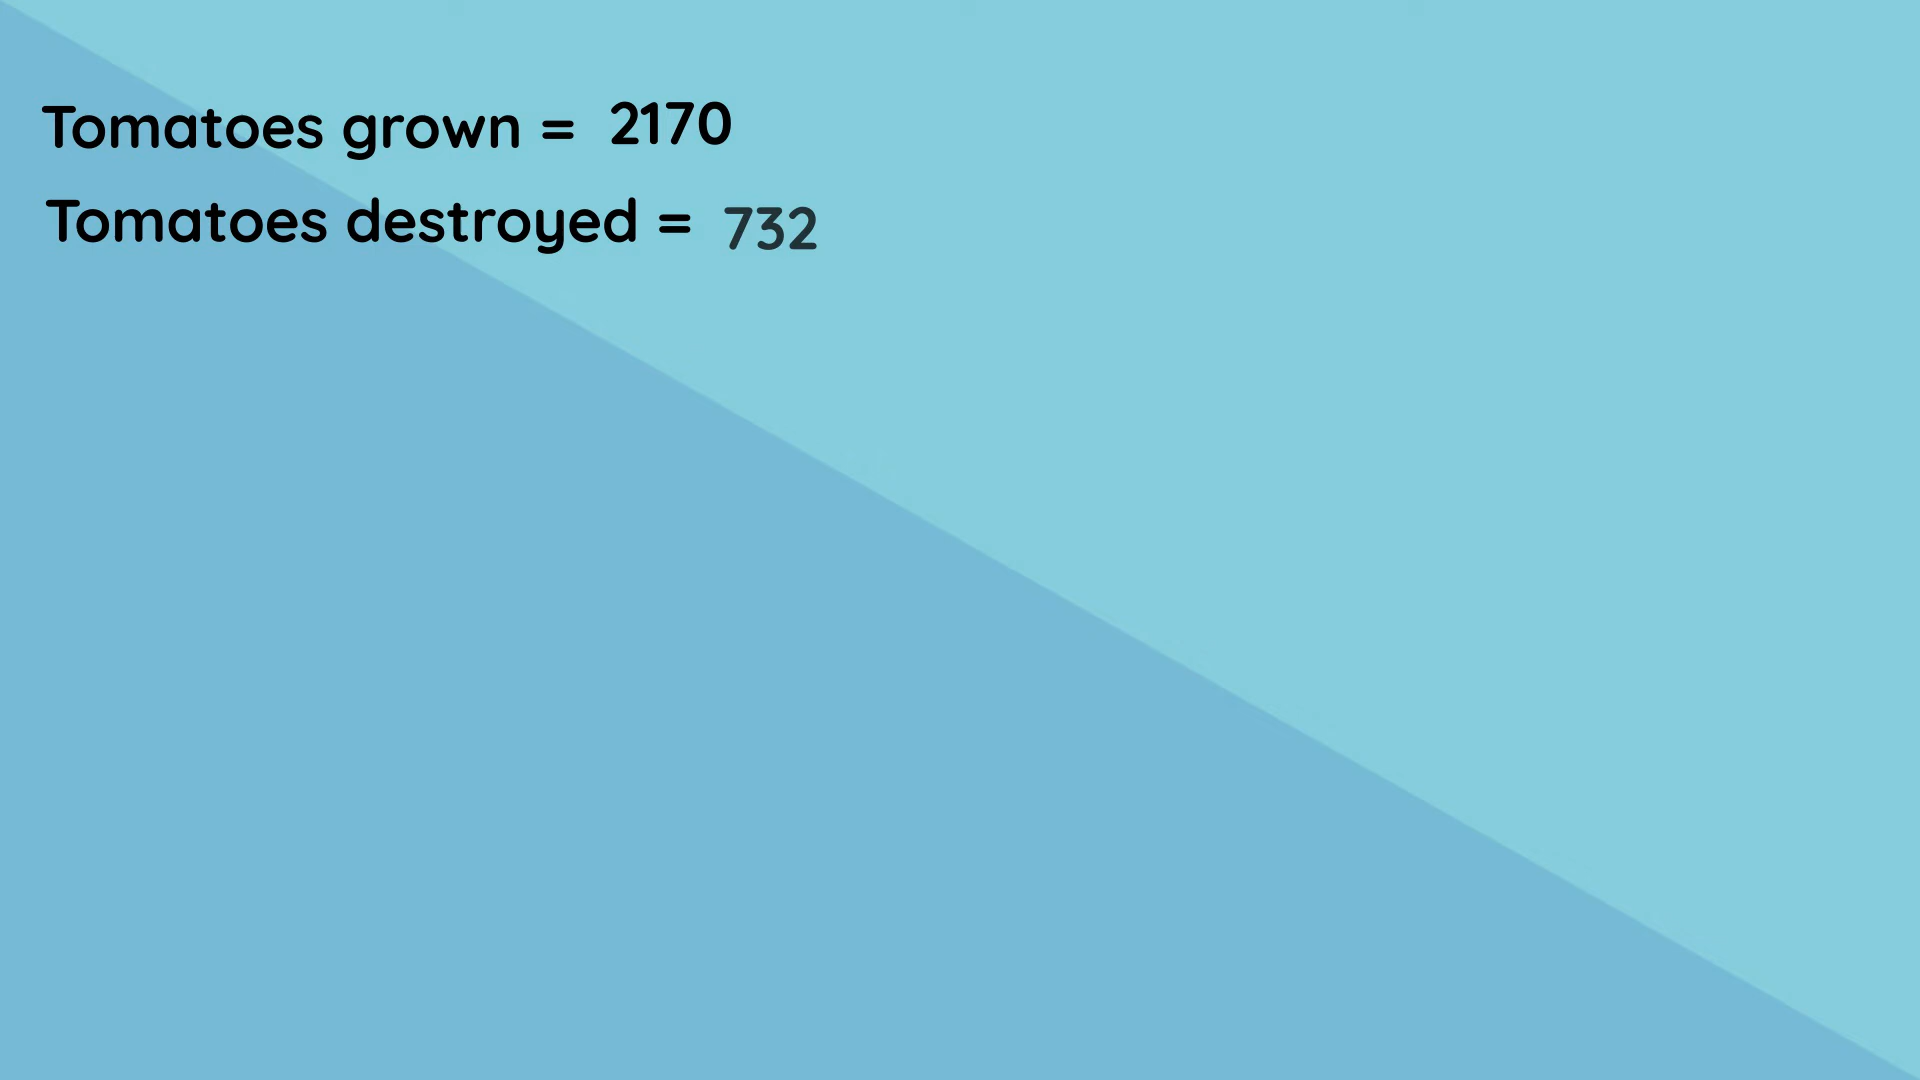 Tomatoes grown = 2170
Tomatoes destroyed = 732